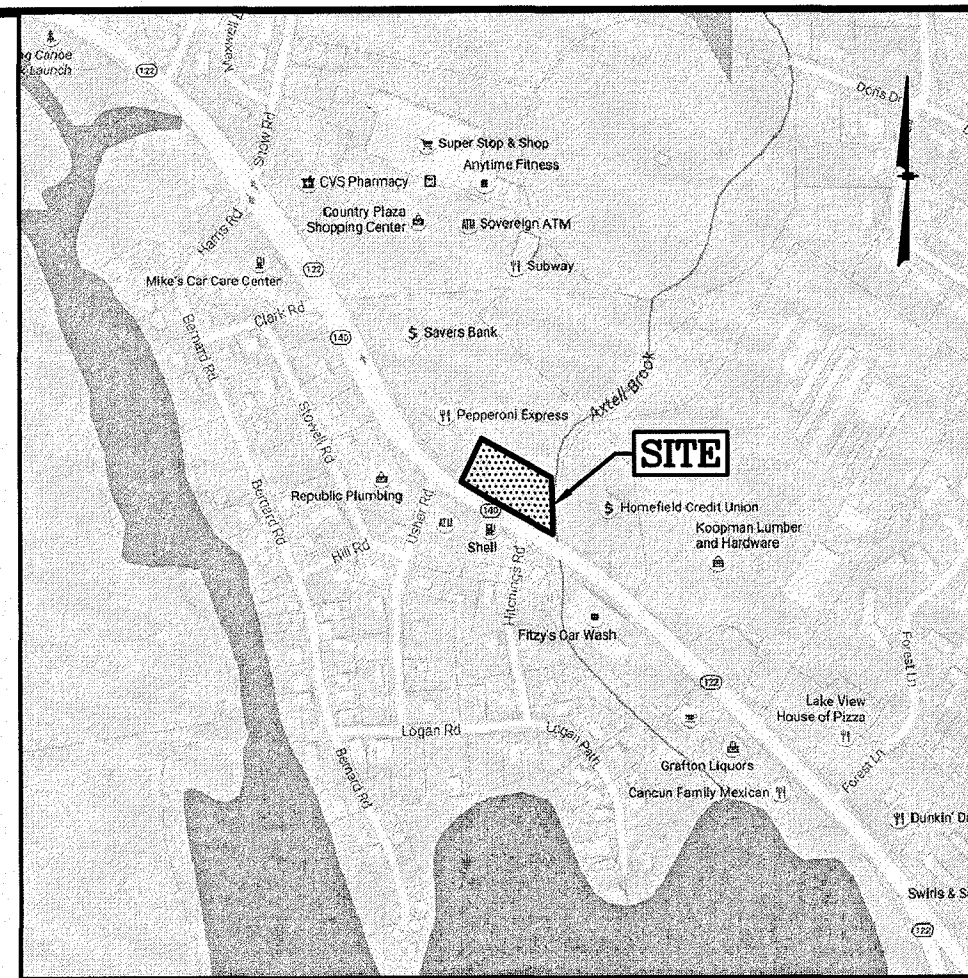 g Canoe
Launch
122
Maxwell
Snow Rd
Doris Dr
Super Stop & Shop
Anytime Fitness
CVS Pharmacy
Country Plaza
Shopping Center
Sovereign ATM
Harris Rd
Mike's Car Care Center
122
Subway
Clark Rd
Bernard Rd
140
$ Savers Bank
Axtell Brook
Stowell Rd
Pepperoni Express
SITE
Republic Plumbing
Bernard Rd
Usher Rd
ATM
140
Shell
$ Homefield Credit Union
Koopman Lumber
and Hardware
Hill Rd
Hitchings Rd
Fitzy's Car Wash
Forest Ln
122
Lake View
House of Pizza
Logan Rd
Logan Path
Bernard Rd
Grafton Liquors
Forest Ln
Cancun Family Mexican
Dunkin' D
Swirls & S
122